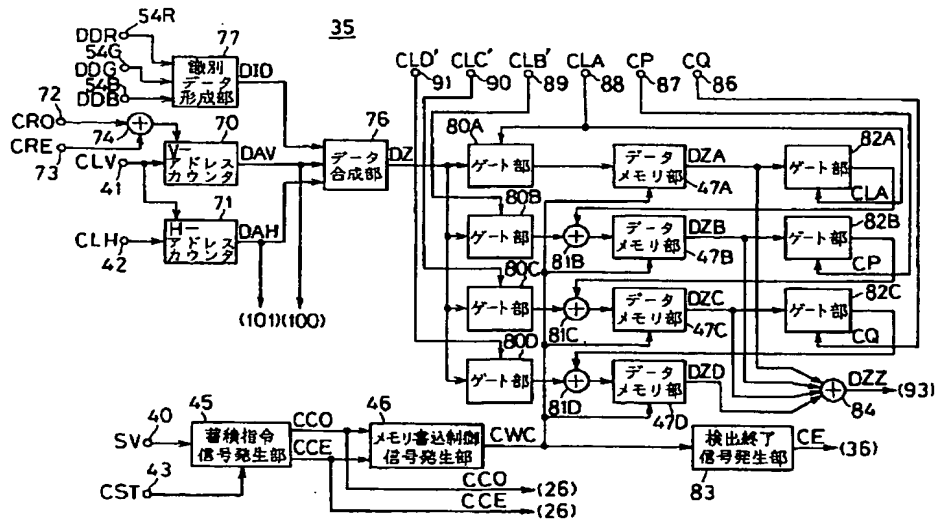 35
54R
DDR
54G
DDG
54B
DDB
77
識別
データ
形成部
DID
72
CRO
74
CRE
73
70
V－
アドレス
カウンタ
DAV
CLV
41
71
H－
アドレス
カウンタ
DAH
CLH
42
(101)
(100)
76
データ
合成部
DZ
CLD'
91
CLC'
90
CLB'
89
CLA
88
CP
87
CQ
86
80A
ゲート部
データ
メモリ部
47A
DZA
82A
ゲート部
CLA
80B
ゲート部
81B
データ
メモリ部
47B
DZB
82B
ゲート部
CP
80C
ゲート部
81C
データ
メモリ部
47C
DZC
82C
ゲート部
CQ
80D
ゲート部
81D
データ
メモリ部
47D
DZD
84
DZZ
(93)
40
SV
45
蓄検指令
信号発生部
CCO
CCE
43
CST
46
メモリ書込制御
信号発生部
CWC
CCO
(26)
CCE
(26)
検出終了
信号発生部
83
CE
(36)